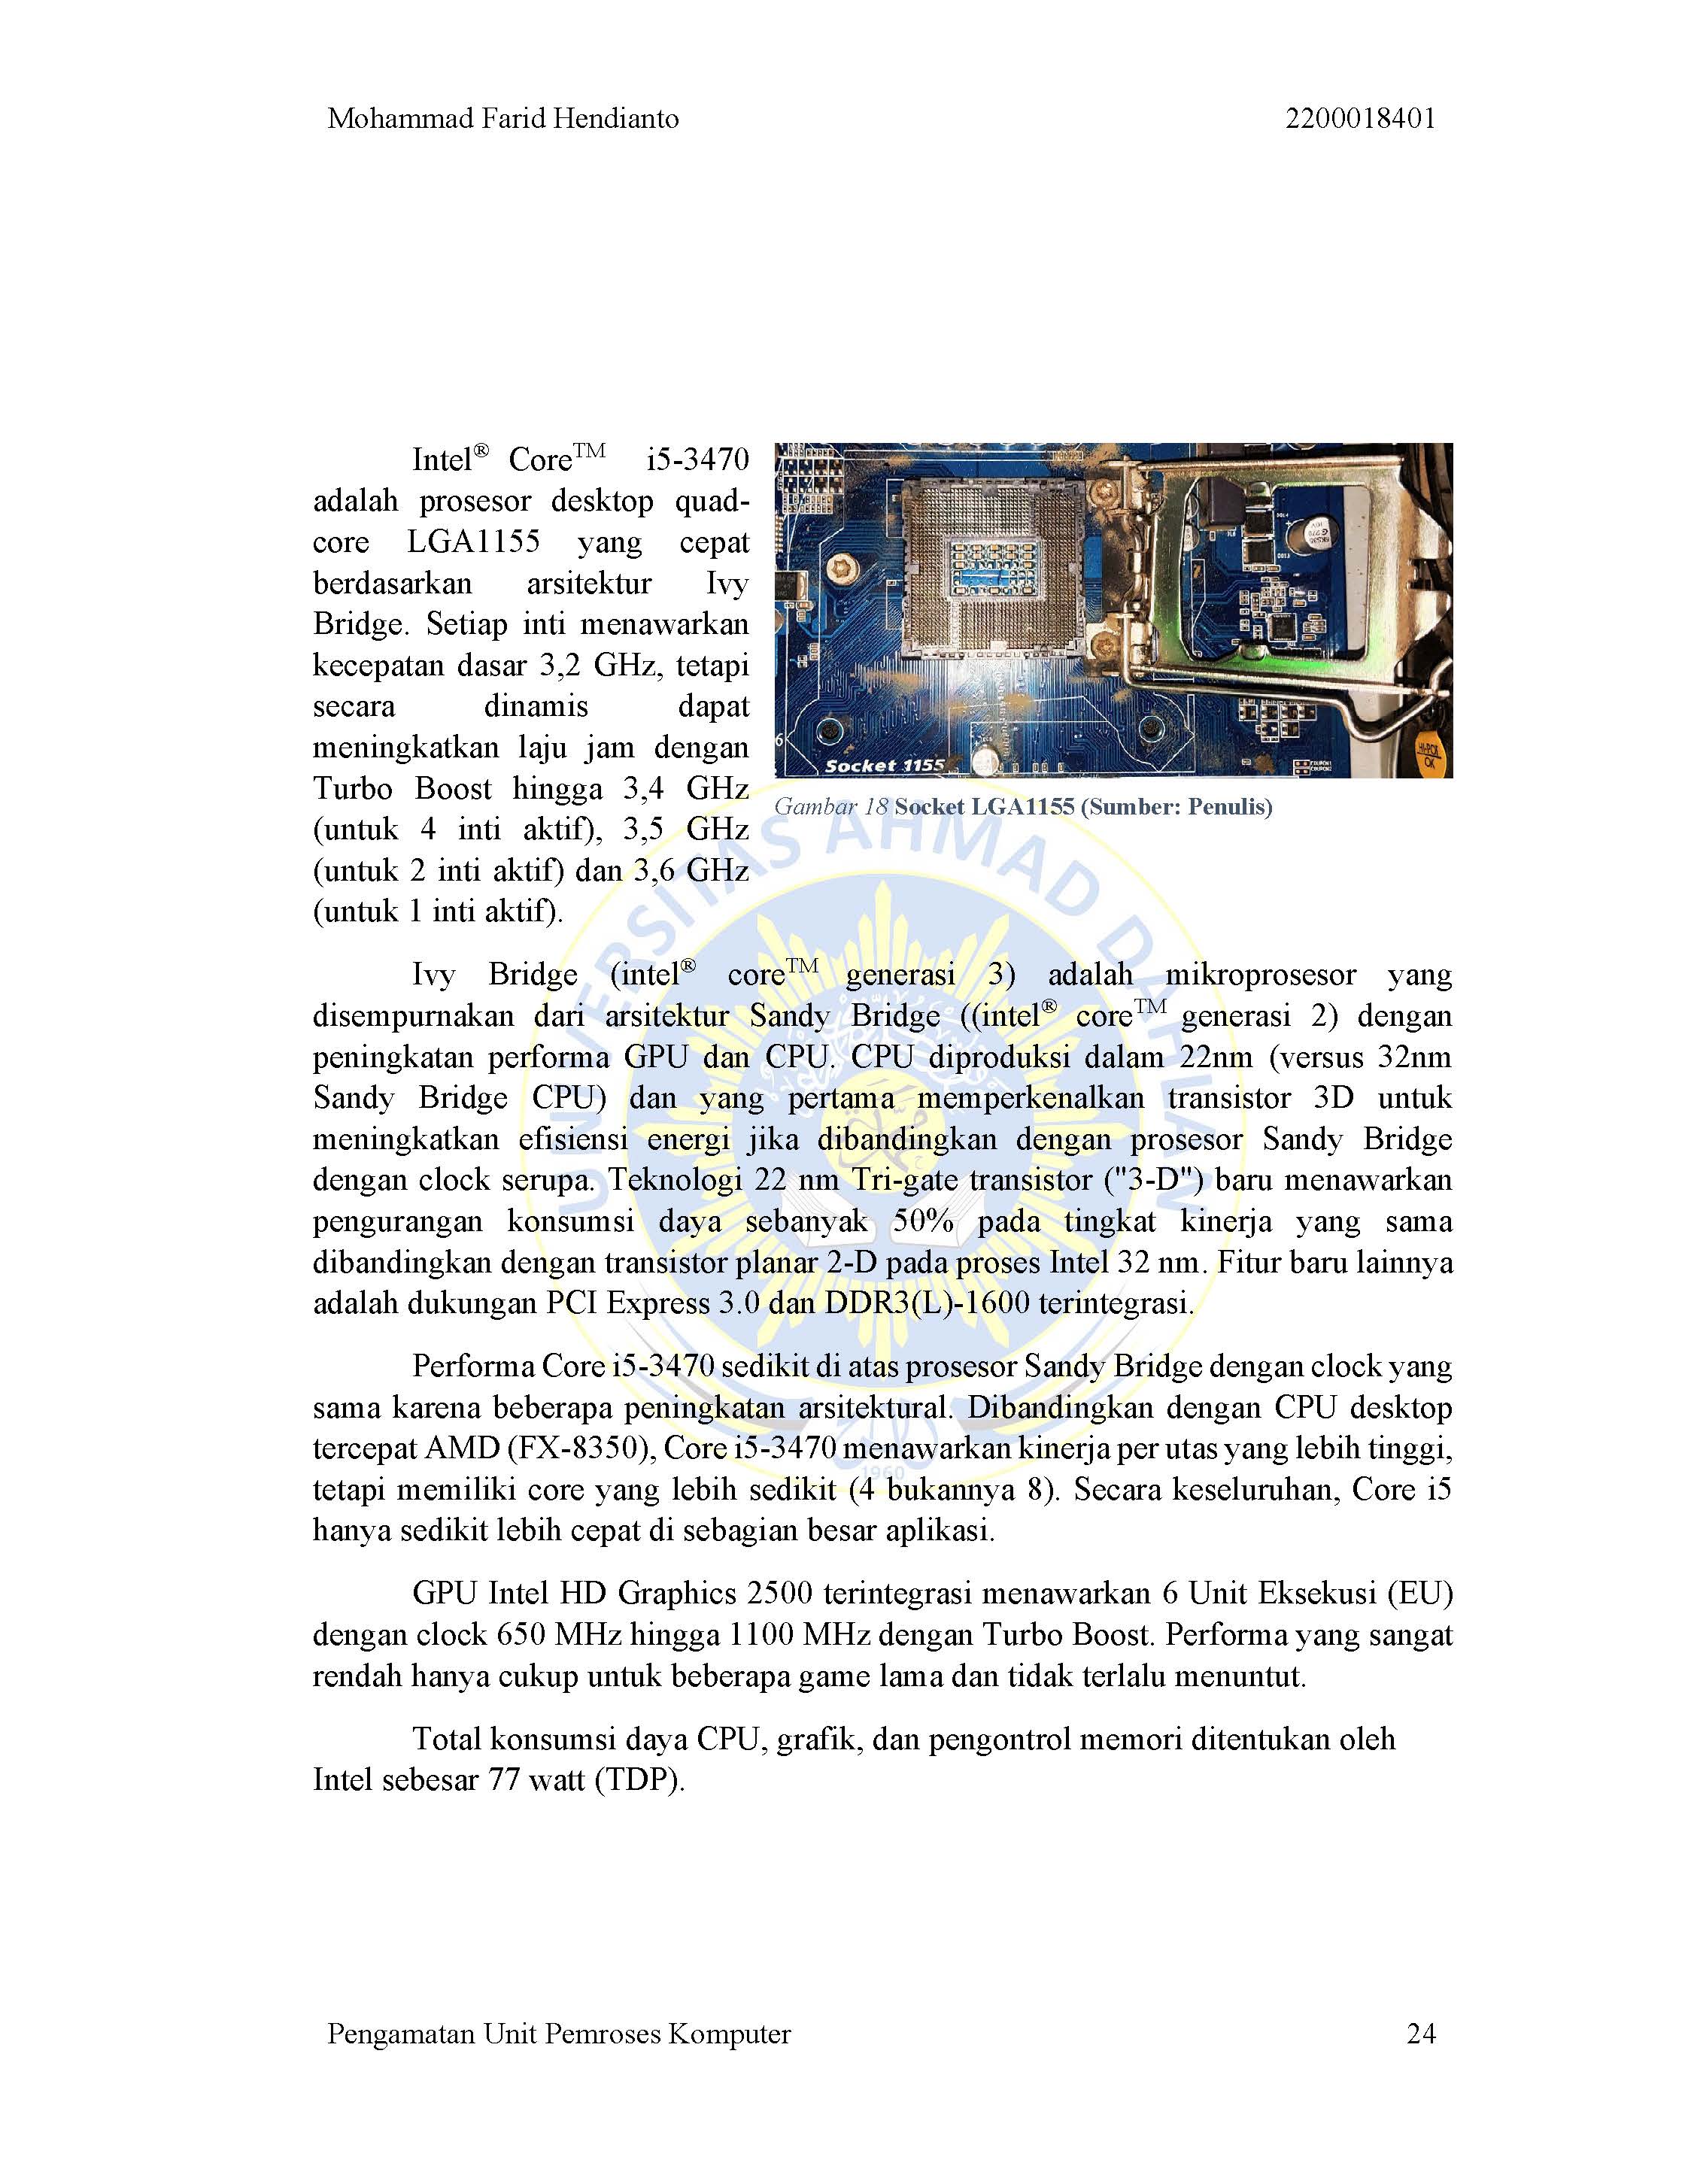 Mohammad Farid Hendianto 2200018401
Intel® Core™ i5-3470
adalah prosesor desktop quad-
core LGA1155 yang cepat
berdasarkan arsitektur Ivy
Bridge. Setiap inti menawarkan
kecepatan dasar 3,2 GHz, tetapi
secara dinamis dapat
meningkatkan laju jam dengan
Turbo Boost hingga 3,4 GHz
(untuk 4 inti aktif), 3,5 GHz
(untuk 2 inti aktif) dan 3,6 GHz
(untuk 1 inti aktif).
Socket 1155
Gambar 18 Socket LGA1155 (Sumber: Penulis)
UNIVERSITAS AHMAD DAHLAN
Ivy Bridge (intel® core™ generasi 3) adalah mikroprosesor yang
disempurnakan dari arsitektur Sandy Bridge ((intel® core™ generasi 2) dengan
peningkatan performa GPU dan CPU. CPU diproduksi dalam 22nm (versus 32nm
Sandy Bridge CPU) dan yang pertama memperkenalkan transistor 3D untuk
meningkatkan efisiensi energi jika dibandingkan dengan prosesor Sandy Bridge
dengan clock serupa. Teknologi 22 nm Tri-gate transistor ("3-D") baru menawarkan
pengurangan konsumsi daya sebanyak 50% pada tingkat kinerja yang sama
dibandingkan dengan transistor planar 2-D pada proses Intel 32 nm. Fitur baru lainnya
adalah dukungan PCI Express 3.0 dan DDR3(L)-1600 terintegrasi.
Performa Core i5-3470 sedikit di atas prosesor Sandy Bridge dengan clock yang
sama karena beberapa peningkatan arsitektural. Dibandingkan dengan CPU desktop
tercepat AMD (FX-8350), Core i5-3470 menawarkan kinerja per utas yang lebih tinggi,
1960
tetapi memiliki core yang lebih sedikit (4 bukannya 8). Secara keseluruhan, Core i5
hanya sedikit lebih cepat di sebagian besar aplikasi.
GPU Intel HD Graphics 2500 terintegrasi menawarkan 6 Unit Eksekusi (EU)
dengan clock 650 MHz hingga 1100 MHz dengan Turbo Boost. Performa yang sangat
rendah hanya cukup untuk beberapa game lama dan tidak terlalu menuntut.
Total konsumsi daya CPU, grafik, dan pengontrol memori ditentukan oleh
Intel sebesar 77 watt (TDP).
Pengamatan Unit Pemroses Komputer 24